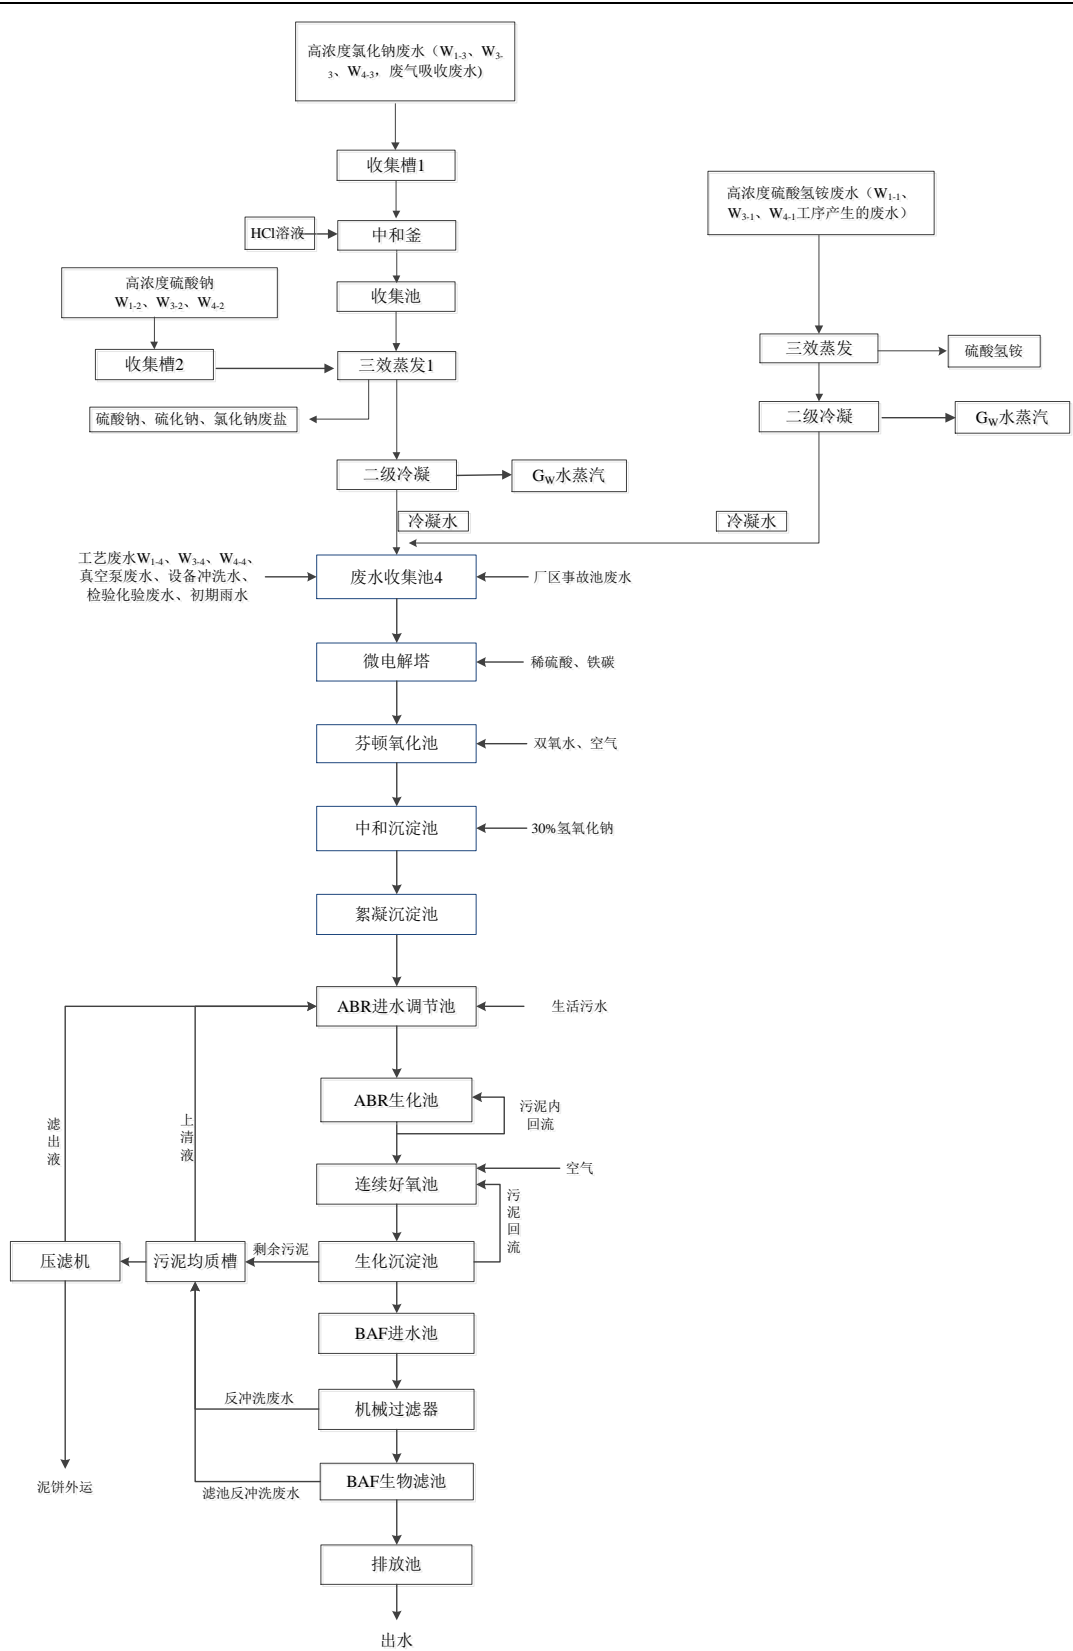 高浓度氯化钠废水（W1-3、W3-
3、W4-3，废气吸收废水)
收集槽1
高浓度硫酸氢铵废水（W1-1、
W3-1、W4-1工序产生的废水）
HCl溶液
中和釜
高浓度硫酸钠
W1-2、W3-2、W4-2
收集池
收集槽2
三效蒸发1
三效蒸发
硫酸氢铵
硫酸钠、硫化钠、氯化钠废盐
二级冷凝
GW水蒸汽
二级冷凝
GW水蒸汽
冷凝水
冷凝水
工艺废水W1-4、W3-4、W4-4、
真空泵废水、设备冲洗水、
检验化验废水、初期雨水
废水收集池4
厂区事故池废水
微电解塔
稀硫酸、铁碳
芬顿氧化池
双氧水、空气
中和沉淀池
30%氢氧化钠
絮凝沉淀池
ABR进水调节池
生活污水
ABR生化池
污泥内
回流
滤出液
上清液
空气
连续好氧池
污泥回流
压滤机
污泥均质槽
剩余污泥
生化沉淀池
BAF进水池
反冲洗废水
机械过滤器
泥饼外运
滤池反冲洗废水
BAF生物滤池
排放池
出水